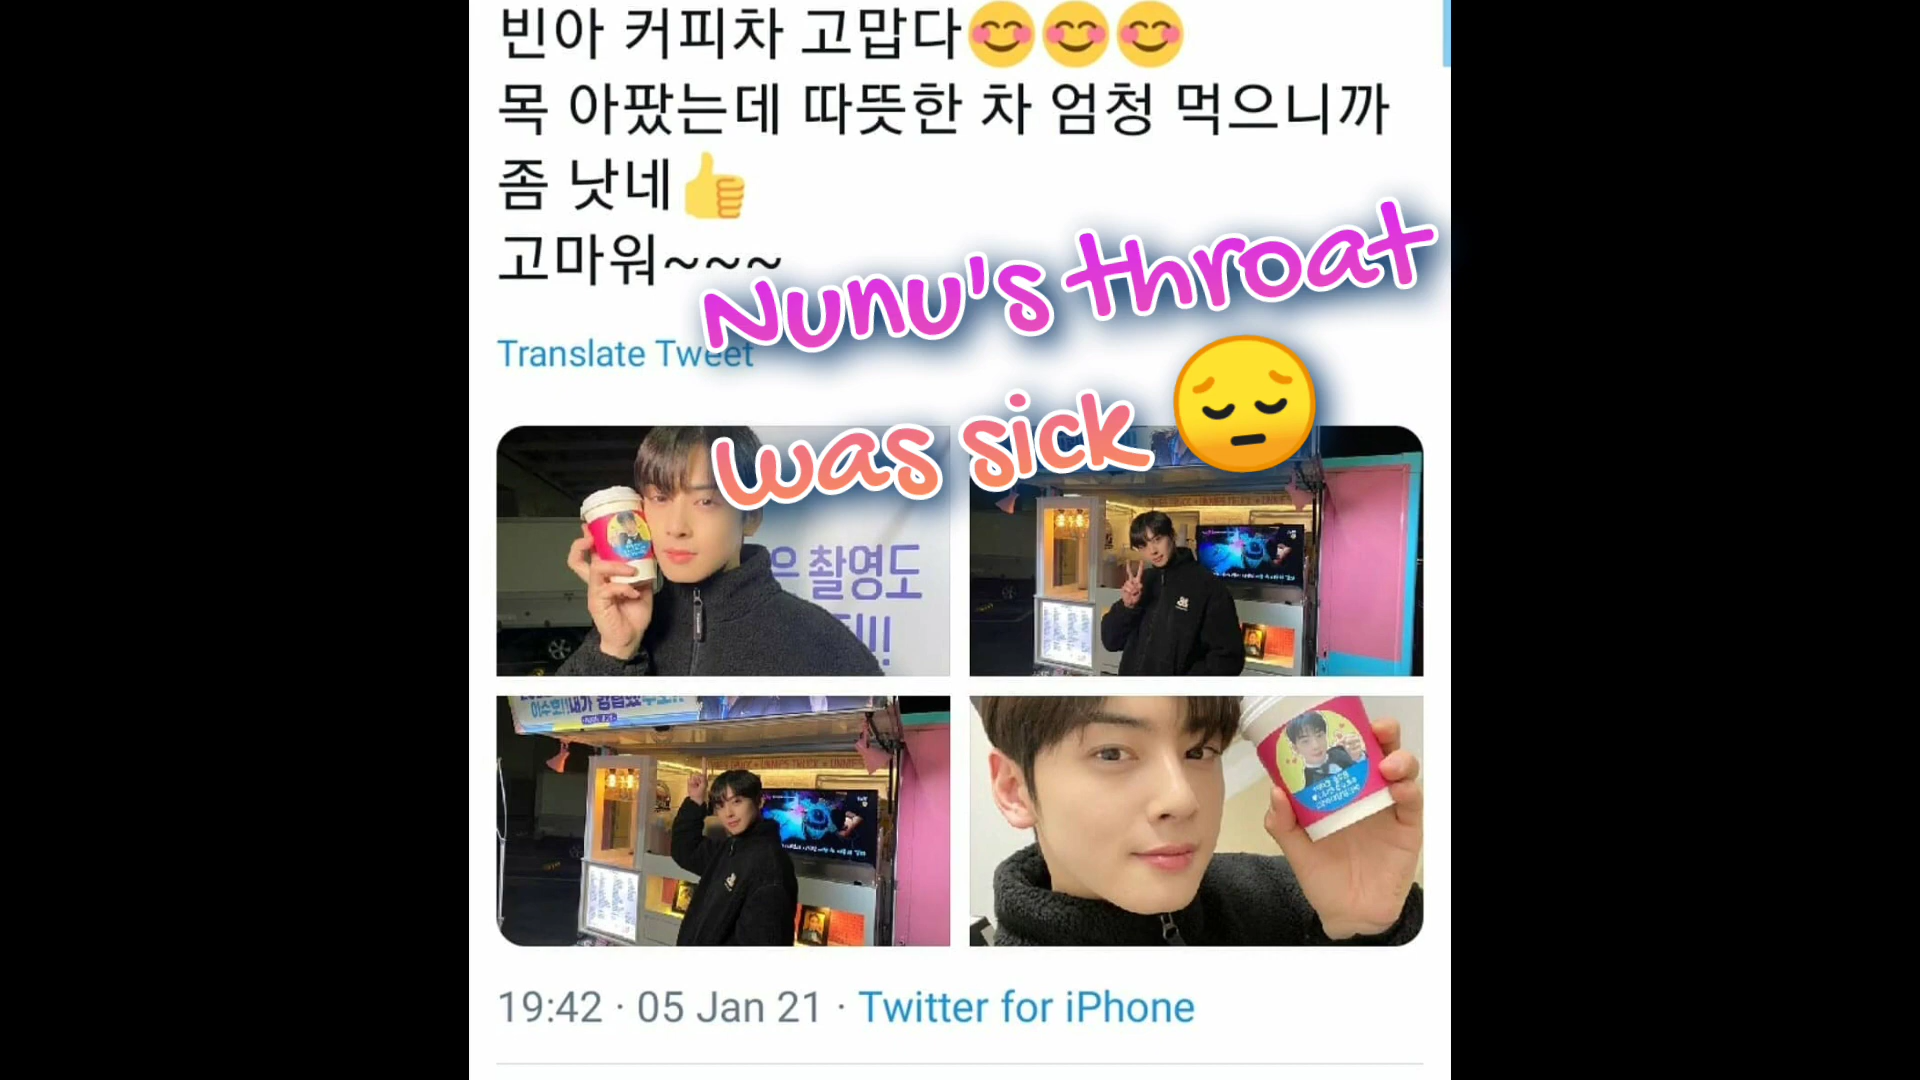 빈아 커피차 고맙다😊😊😊
목 아팠는데 따뜻한 차 엄청 먹으니까
좀 낫네👍
고마워~~~
Nunu's throat
was sick 😔
Translate Tweet
은 촬영도
19:42 · 05 Jan 21 · Twitter for iPhone